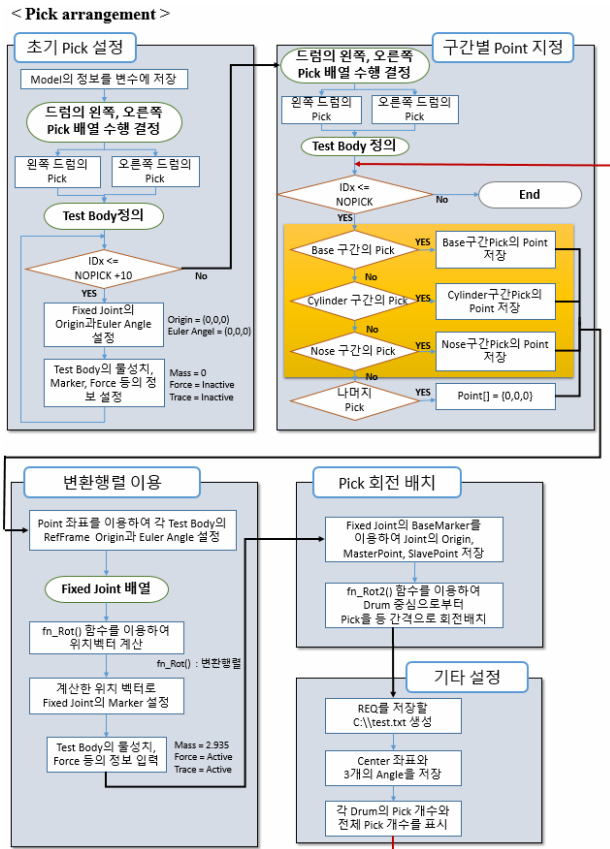 < Pick arrangement >
초기 Pick 설정
Model의 정보를 변수에 저장
드럼의 왼쪽, 오른쪽
Pick 배열 수행 결정
왼쪽 드럼의
Pick
오른쪽 드럼의
Pick
Test Body정의
IDx <=
NOPICK +10
No
YES
Fixed Joint의
Origin과Euler Angle
설정
Origin = {0,0,0}
Euler Angel = {0,0,0}
Test Body의 물성치,
Marker, Force 등의 정
보 설정
Mass = 0
Force = Inactive
Trace = Inactive
구간별 Point 지정
드럼의 왼쪽, 오른쪽
Pick 배열 수행 결정
왼쪽 드럼의
Pick
오른쪽 드럼의
Pick
Test Body 정의
IDx <=
NOPICK
No
End
YES
Base 구간의 Pick
YES
Base구간Pick의 Point
저장
No
Cylinder 구간의 Pick
YES
Cylinder구간Pick의
Point 저장
No
Nose 구간의 Pick
YES
Nose구간Pick의 Point
저장
No
나머지
Pick
YES
Point[] = {0,0,0}
변환행렬 이용
Point 좌표를 이용하여 각 Test Body의
RefFrame Origin과 Euler Angle 설정
Fixed Joint 배열
fn_Rot() 함수를 이용하여
위치벡터 계산
fn_Rot() : 변환행렬
계산한 위치 벡터로
Fixed Joint의 Marker 설정
Test Body의 물성치,
Force 등의 정보 입력
Mass = 2.935
Force = Active
Trace = Active
Pick 회전 배치
Fixed Joint의 BaseMarker를
이용하여 Joint의 Origin,
MasterPoint, SlavePoint 저장
fn_Rot2() 함수를 이용하여
Drum 중심으로부터
Pick을 등 간격으로 회전배치
기타 설정
REQ를 저장할
C:\\test.txt 생성
Center 좌표와
3개의 Angle을 저장
각 Drum의 Pick 개수와
전체 Pick 개수를 표시